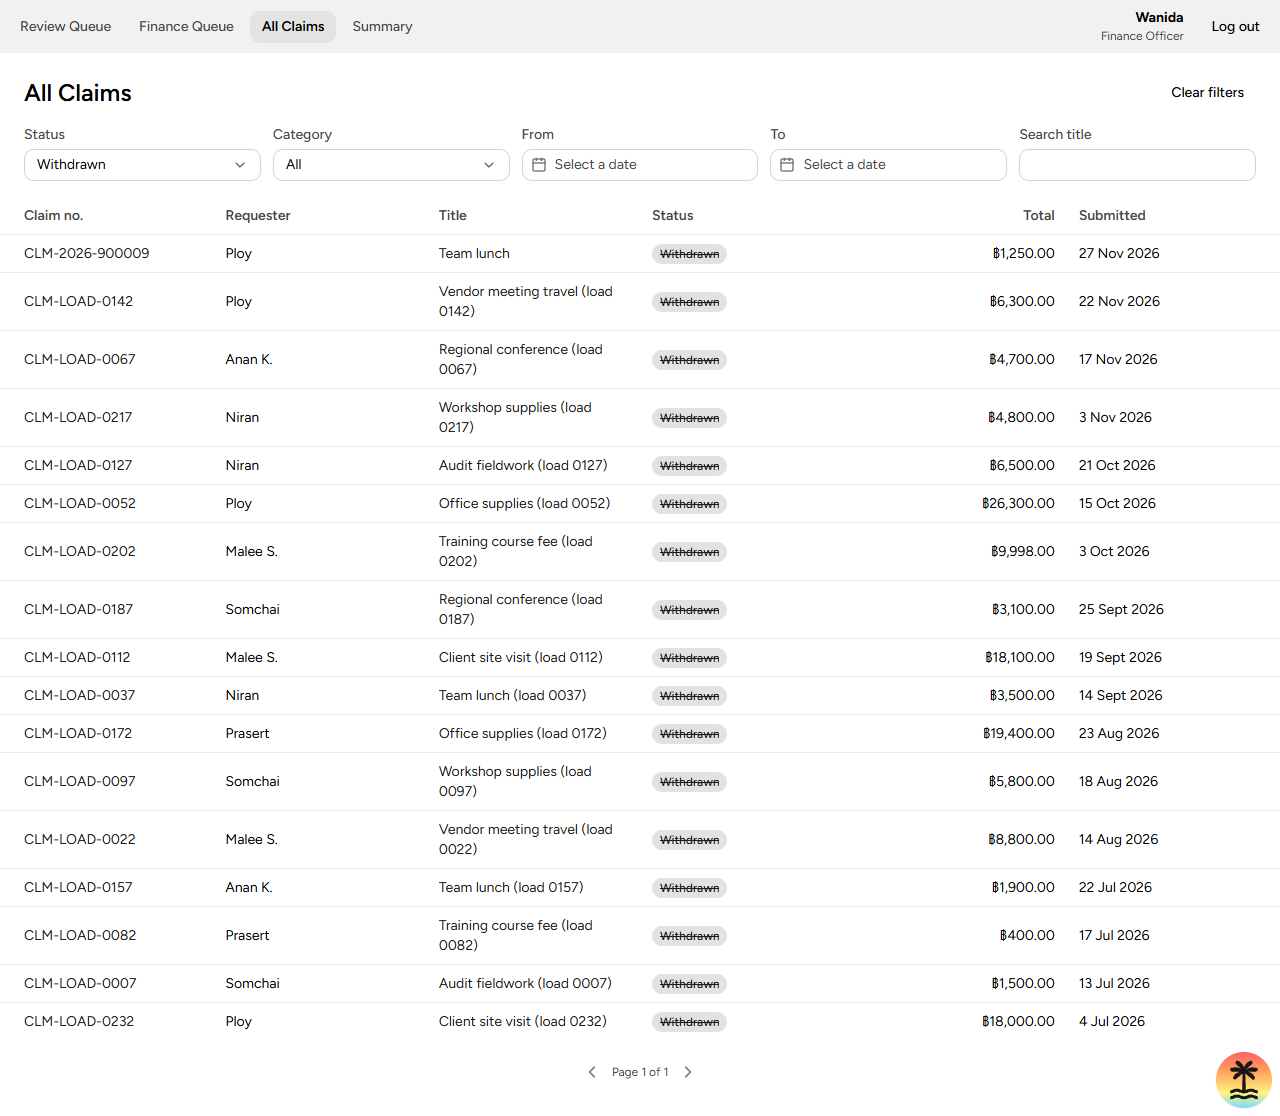 Review Queue
Finance Queue
All Claims
Summary
Wanida
Finance Officer
Log out
All Claims
Clear filters
Status
Category
From
To
Search title
Withdrawn
All
Select a date
Select a date
Claim no. Requester Title Status Total Submitted
CLM-2026-900009 Ploy Team lunch Withdrawn ฿1,250.00 27 Nov 2026
CLM-LOAD-0142 Ploy Vendor meeting travel (load
0142) Withdrawn ฿6,300.00 22 Nov 2026
CLM-LOAD-0067 Anan K. Regional conference (load
0067) Withdrawn ฿4,700.00 17 Nov 2026
CLM-LOAD-0217 Niran Workshop supplies (load
0217) Withdrawn ฿4,800.00 3 Nov 2026
CLM-LOAD-0127 Niran Audit fieldwork (load 0127) Withdrawn ฿6,500.00 21 Oct 2026
CLM-LOAD-0052 Ploy Office supplies (load 0052) Withdrawn ฿26,300.00 15 Oct 2026
CLM-LOAD-0202 Malee S. Training course fee (load
0202) Withdrawn ฿9,998.00 3 Oct 2026
CLM-LOAD-0187 Somchai Regional conference (load
0187) Withdrawn ฿3,100.00 25 Sept 2026
CLM-LOAD-0112 Malee S. Client site visit (load 0112) Withdrawn ฿18,100.00 19 Sept 2026
CLM-LOAD-0037 Niran Team lunch (load 0037) Withdrawn ฿3,500.00 14 Sept 2026
CLM-LOAD-0172 Prasert Office supplies (load 0172) Withdrawn ฿19,400.00 23 Aug 2026
CLM-LOAD-0097 Somchai Workshop supplies (load
0097) Withdrawn ฿5,800.00 18 Aug 2026
CLM-LOAD-0022 Malee S. Vendor meeting travel (load
0022) Withdrawn ฿8,800.00 14 Aug 2026
CLM-LOAD-0157 Anan K. Team lunch (load 0157) Withdrawn ฿1,900.00 22 Jul 2026
CLM-LOAD-0082 Prasert Training course fee (load
0082) Withdrawn ฿400.00 17 Jul 2026
CLM-LOAD-0007 Somchai Audit fieldwork (load 0007) Withdrawn ฿1,500.00 13 Jul 2026
CLM-LOAD-0232 Ploy Client site visit (load 0232) Withdrawn ฿18,000.00 4 Jul 2026
Page 1 of 1